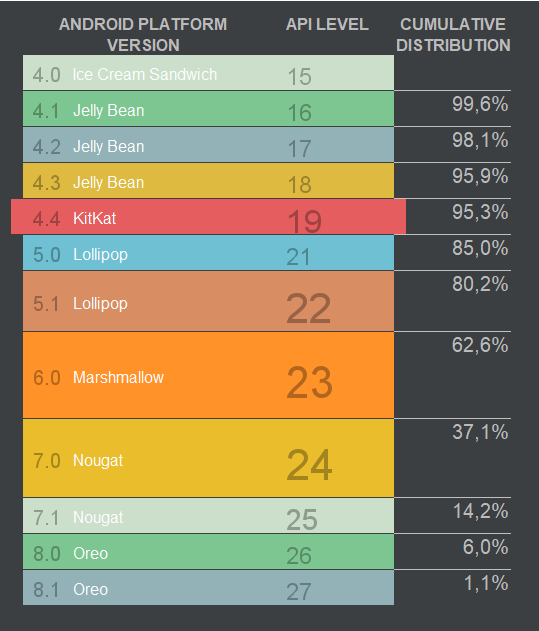 ANDROID PLATFORM VERSION API LEVEL CUMULATIVE DISTRIBUTION
4.0 Ice Cream Sandwich 15
4.1 Jelly Bean 16 99,6%
4.2 Jelly Bean 17 98,1%
4.3 Jelly Bean 18 95,9%
4.4 KitKat 19 95,3%
5.0 Lollipop 21 85,0%
5.1 Lollipop 22 80,2%
6.0 Marshmallow 23 62,6%
7.0 Nougat 24 37,1%
7.1 Nougat 25 14,2%
8.0 Oreo 26 6,0%
8.1 Oreo 27 1,1%